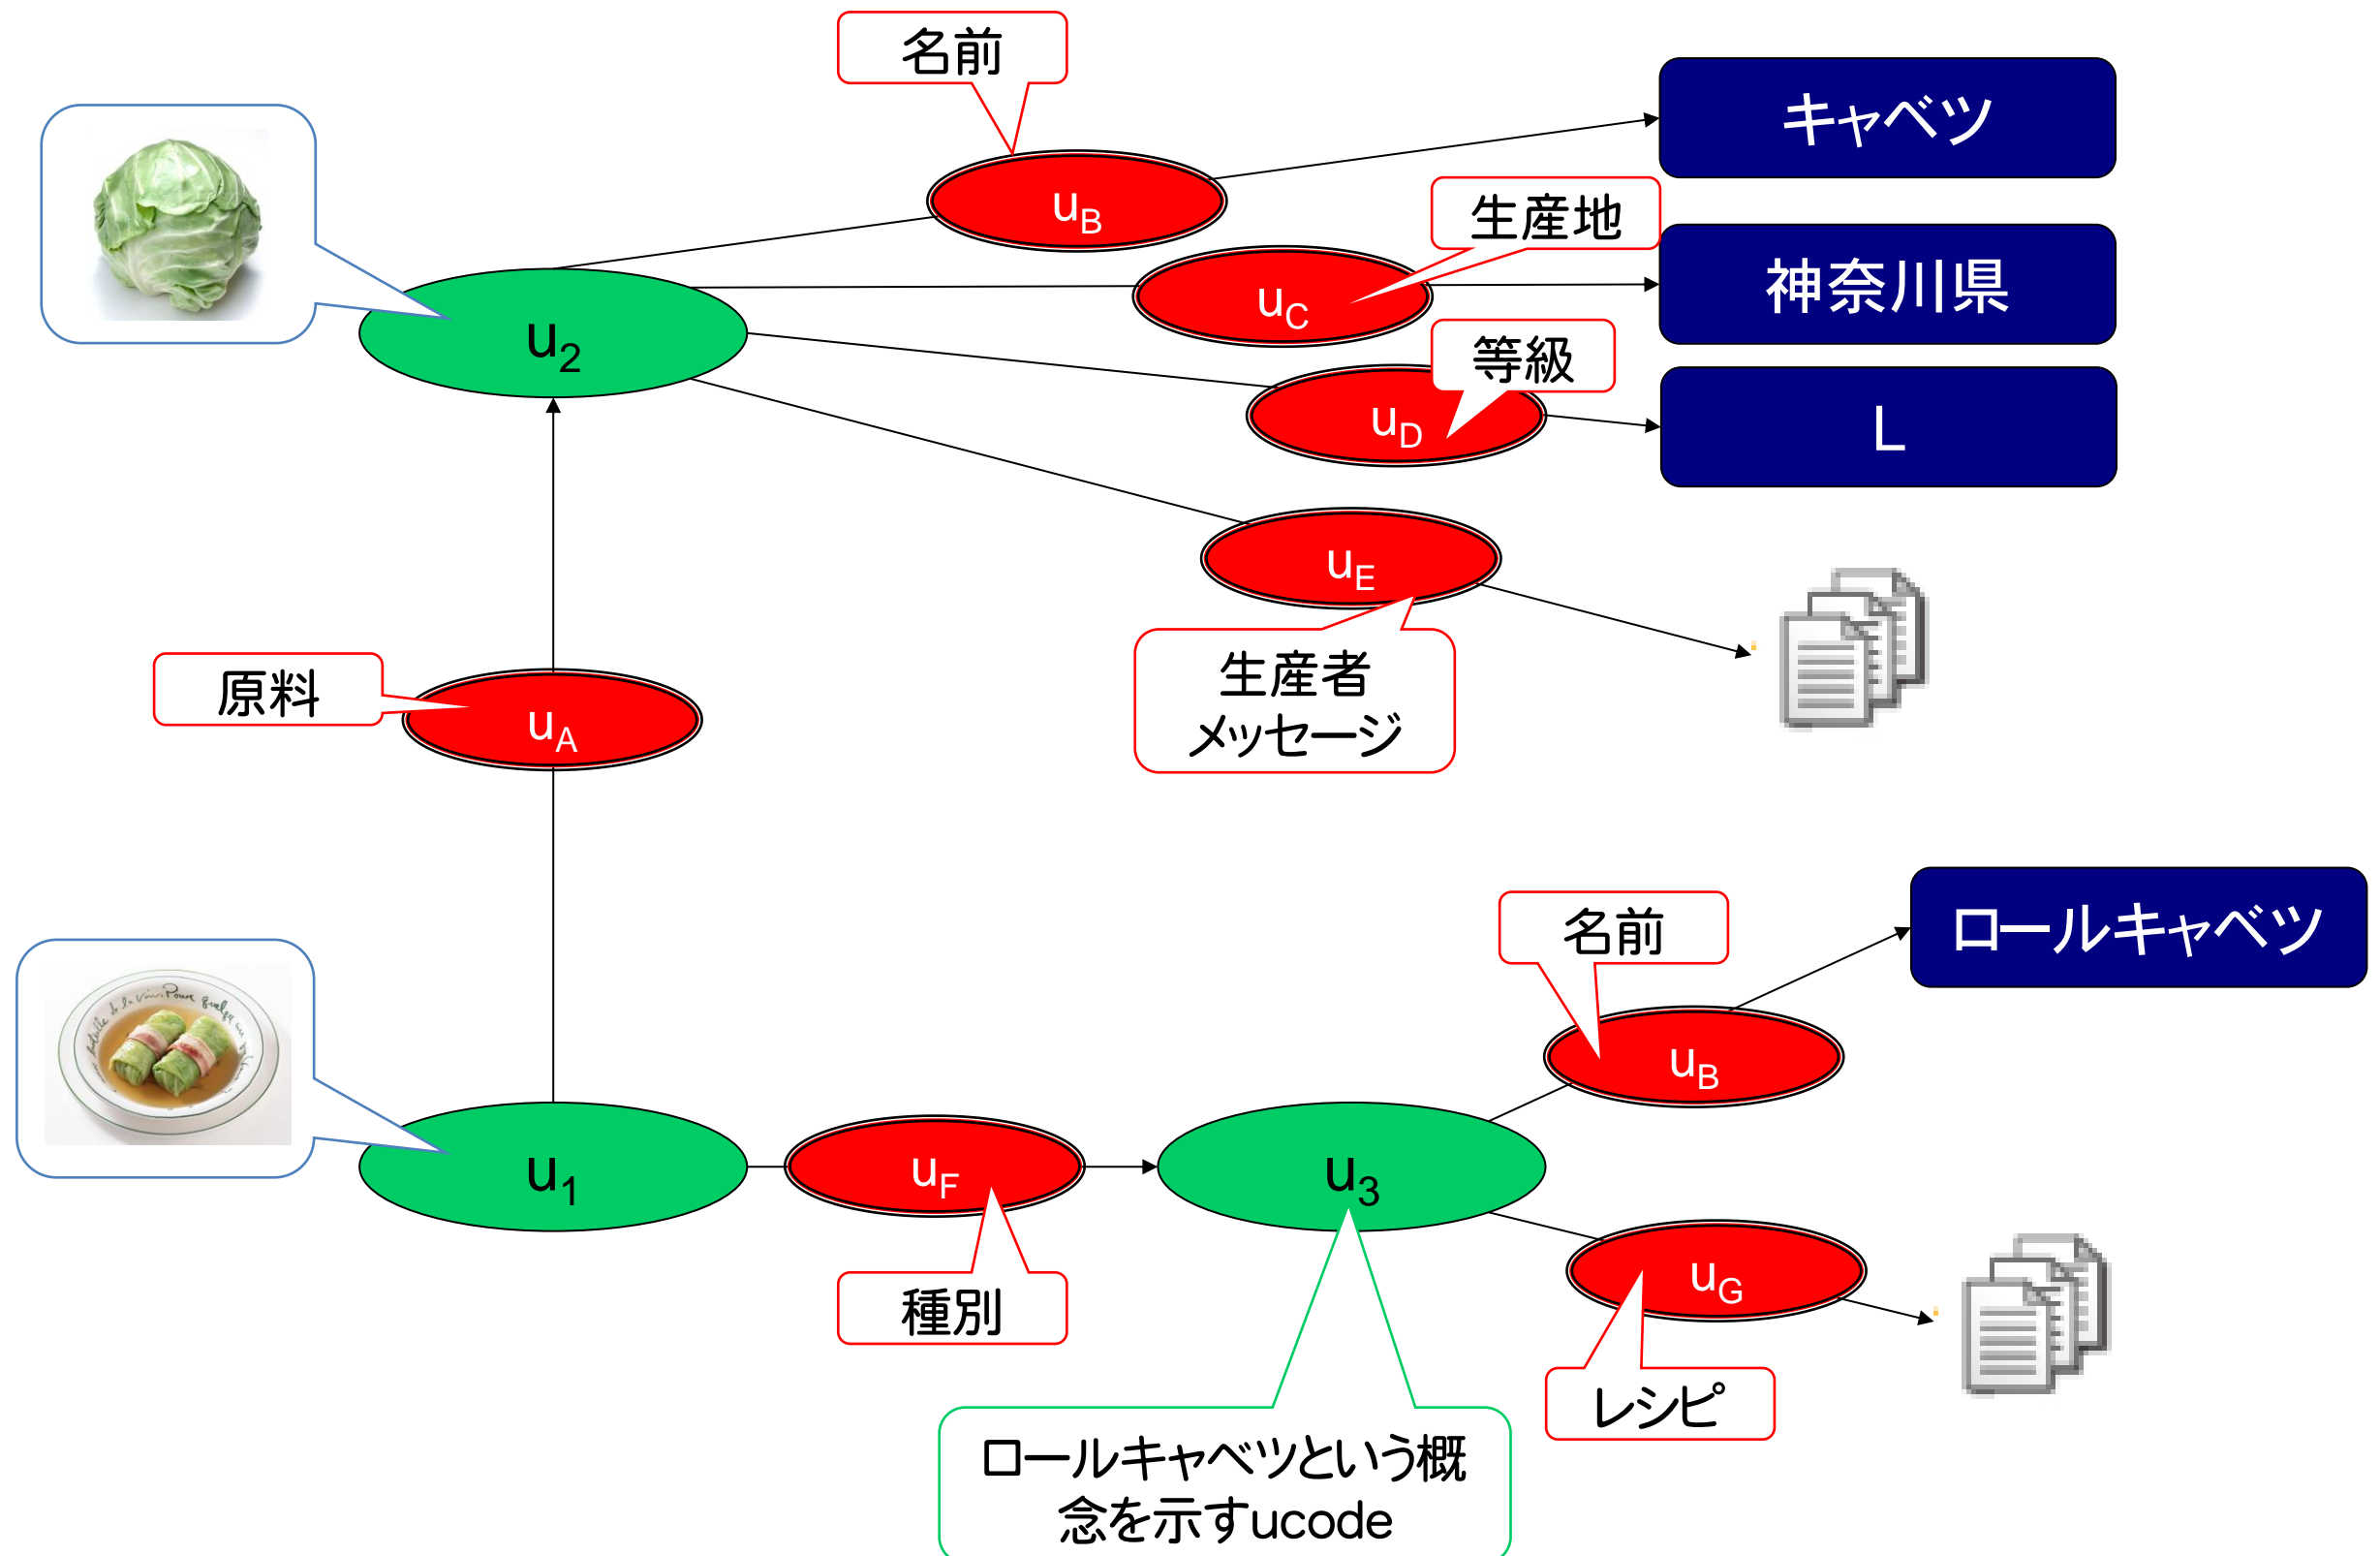 名前
キャベツ
uB
生産地
神奈川県
uC
等級
u2
L
uD
uE
生産者
メッセージ
原料
uA
名前
ロールキャベツ
uB
u1
uF
u3
uG
種別
レシピ
ロールキャベツという概
念を示すucode